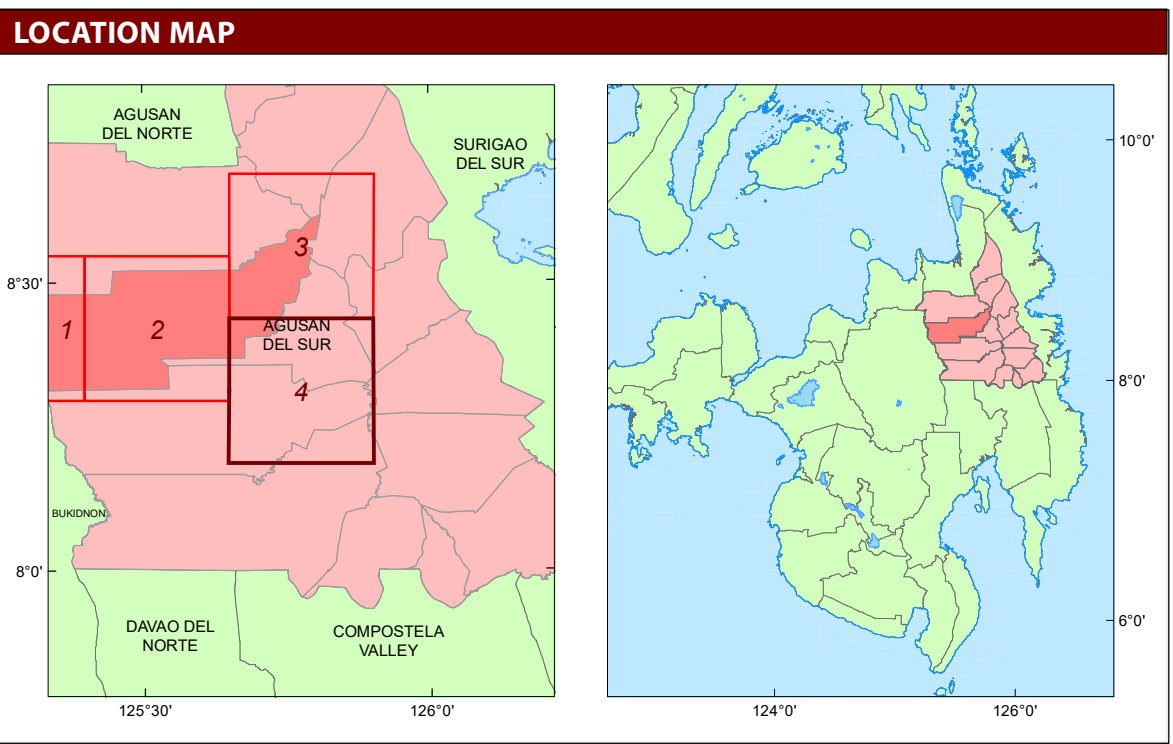 LOCATION MAP
AGUSAN
DEL NORTE
SURIGAO
DEL SUR
3
8°30'
1
2
AGUSAN
DEL SUR
4
BUKIDNON
8°0'
DAVAO DEL
NORTE
COMPOSTELA
VALLEY
125°30'
126°0'
10°0'
8°0'
6°0'
124°0'
126°0'